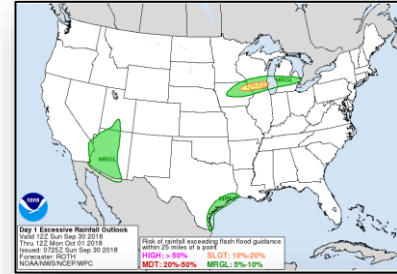 MRGL
SLGT
MRGL
MRGL
NOAA
Day 1 Excessive Rainfall Outlook
Valid 12Z Sun Sep 30 2018
Thru 12Z Mon Oct 01 2018
Issued: 0725Z Sun Sep 30 2018
Forecaster: ROTH
NOAA/NWS/NCEP/WPC
Risk of rainfall exceeding flash flood guidance
within 25 miles of a point
HIGH: > 50% SLGT: 10%-20%
MDT: 20%-50% MRGL: 5%-10%